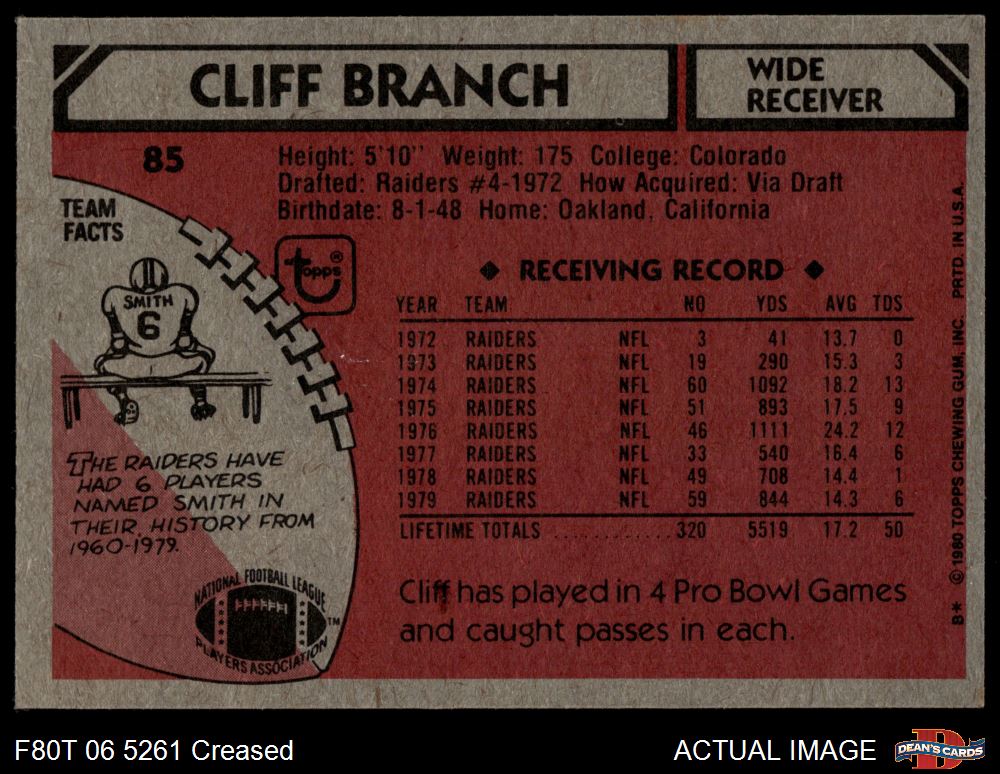 CLIFF BRANCH
WIDE
RECEIVER
85
Height: 5'10" Weight: 175 College: Colorado
Drafted: Raiders #4-1972 How Acquired: Via Draft
Birthdate: 8-1-48 Home: Oakland, California
TEAM
FACTS
topps®
SMITH
6
THE RAIDERS HAVE
HAD 6 PLAYERS
NAMED SMITH IN
THEIR HISTORY FROM
1960-1979.
NATIONAL FOOTBALL LEAGUE
PLAYERS ASSOCIATION
TM
◆ RECEIVING RECORD ◆
YEAR TEAM NO YDS AVG TDS
1972 RAIDERS NFL 3 41 13.7 0
1973 RAIDERS NFL 19 290 15.3 3
1974 RAIDERS NFL 60 1092 18.2 13
1975 RAIDERS NFL 51 893 17.5 9
1976 RAIDERS NFL 46 1111 24.2 12
1977 RAIDERS NFL 33 540 16.4 6
1978 RAIDERS NFL 49 708 14.4 1
1979 RAIDERS NFL 59 844 14.3 6
LIFETIME TOTALS ............. 320 5519 17.2 50
Cliff has played in 4 Pro Bowl Games
and caught passes in each.
B* © 1980 TOPPS CHEWING GUM, INC. PRTD. IN U.S.A.
F80T 06 5261 Creased
ACTUAL IMAGE
D
DEAN'S CARDS